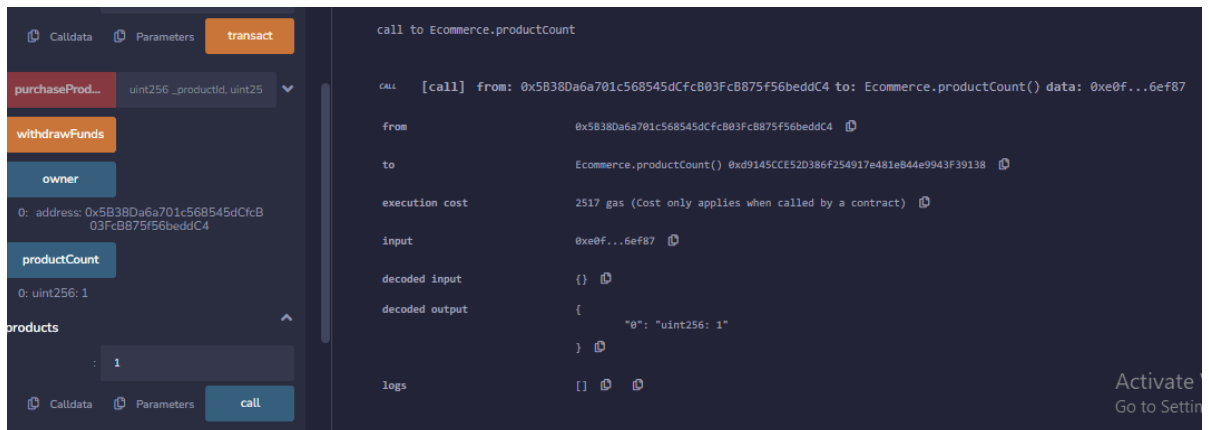 Calldata Parameters transact
purchaseProd... uint256 _productId, uint25
withdrawFunds
owner
0: address: 0x5B38Da6a701c568545dCfcB
03FcB875f56beddC4
productCount
0: uint256: 1
products
: 1
Calldata Parameters call
call to Ecommerce.productCount
CALL [call] from: 0x5B38Da6a701c568545dCfcB03FcB875f56beddC4 to: Ecommerce.productCount() data: 0xe0f...6ef87
from 0x5B38Da6a701c568545dCfcB03FcB875f56beddC4
to Ecommerce.productCount() 0xd9145CCE52D386f254917e481eB44e9943F39138
execution cost 2517 gas (Cost only applies when called by a contract)
input 0xe0f...6ef87
decoded input {}
decoded output {
"0": "uint256: 1"
}
logs []
Activate
Go to Settin